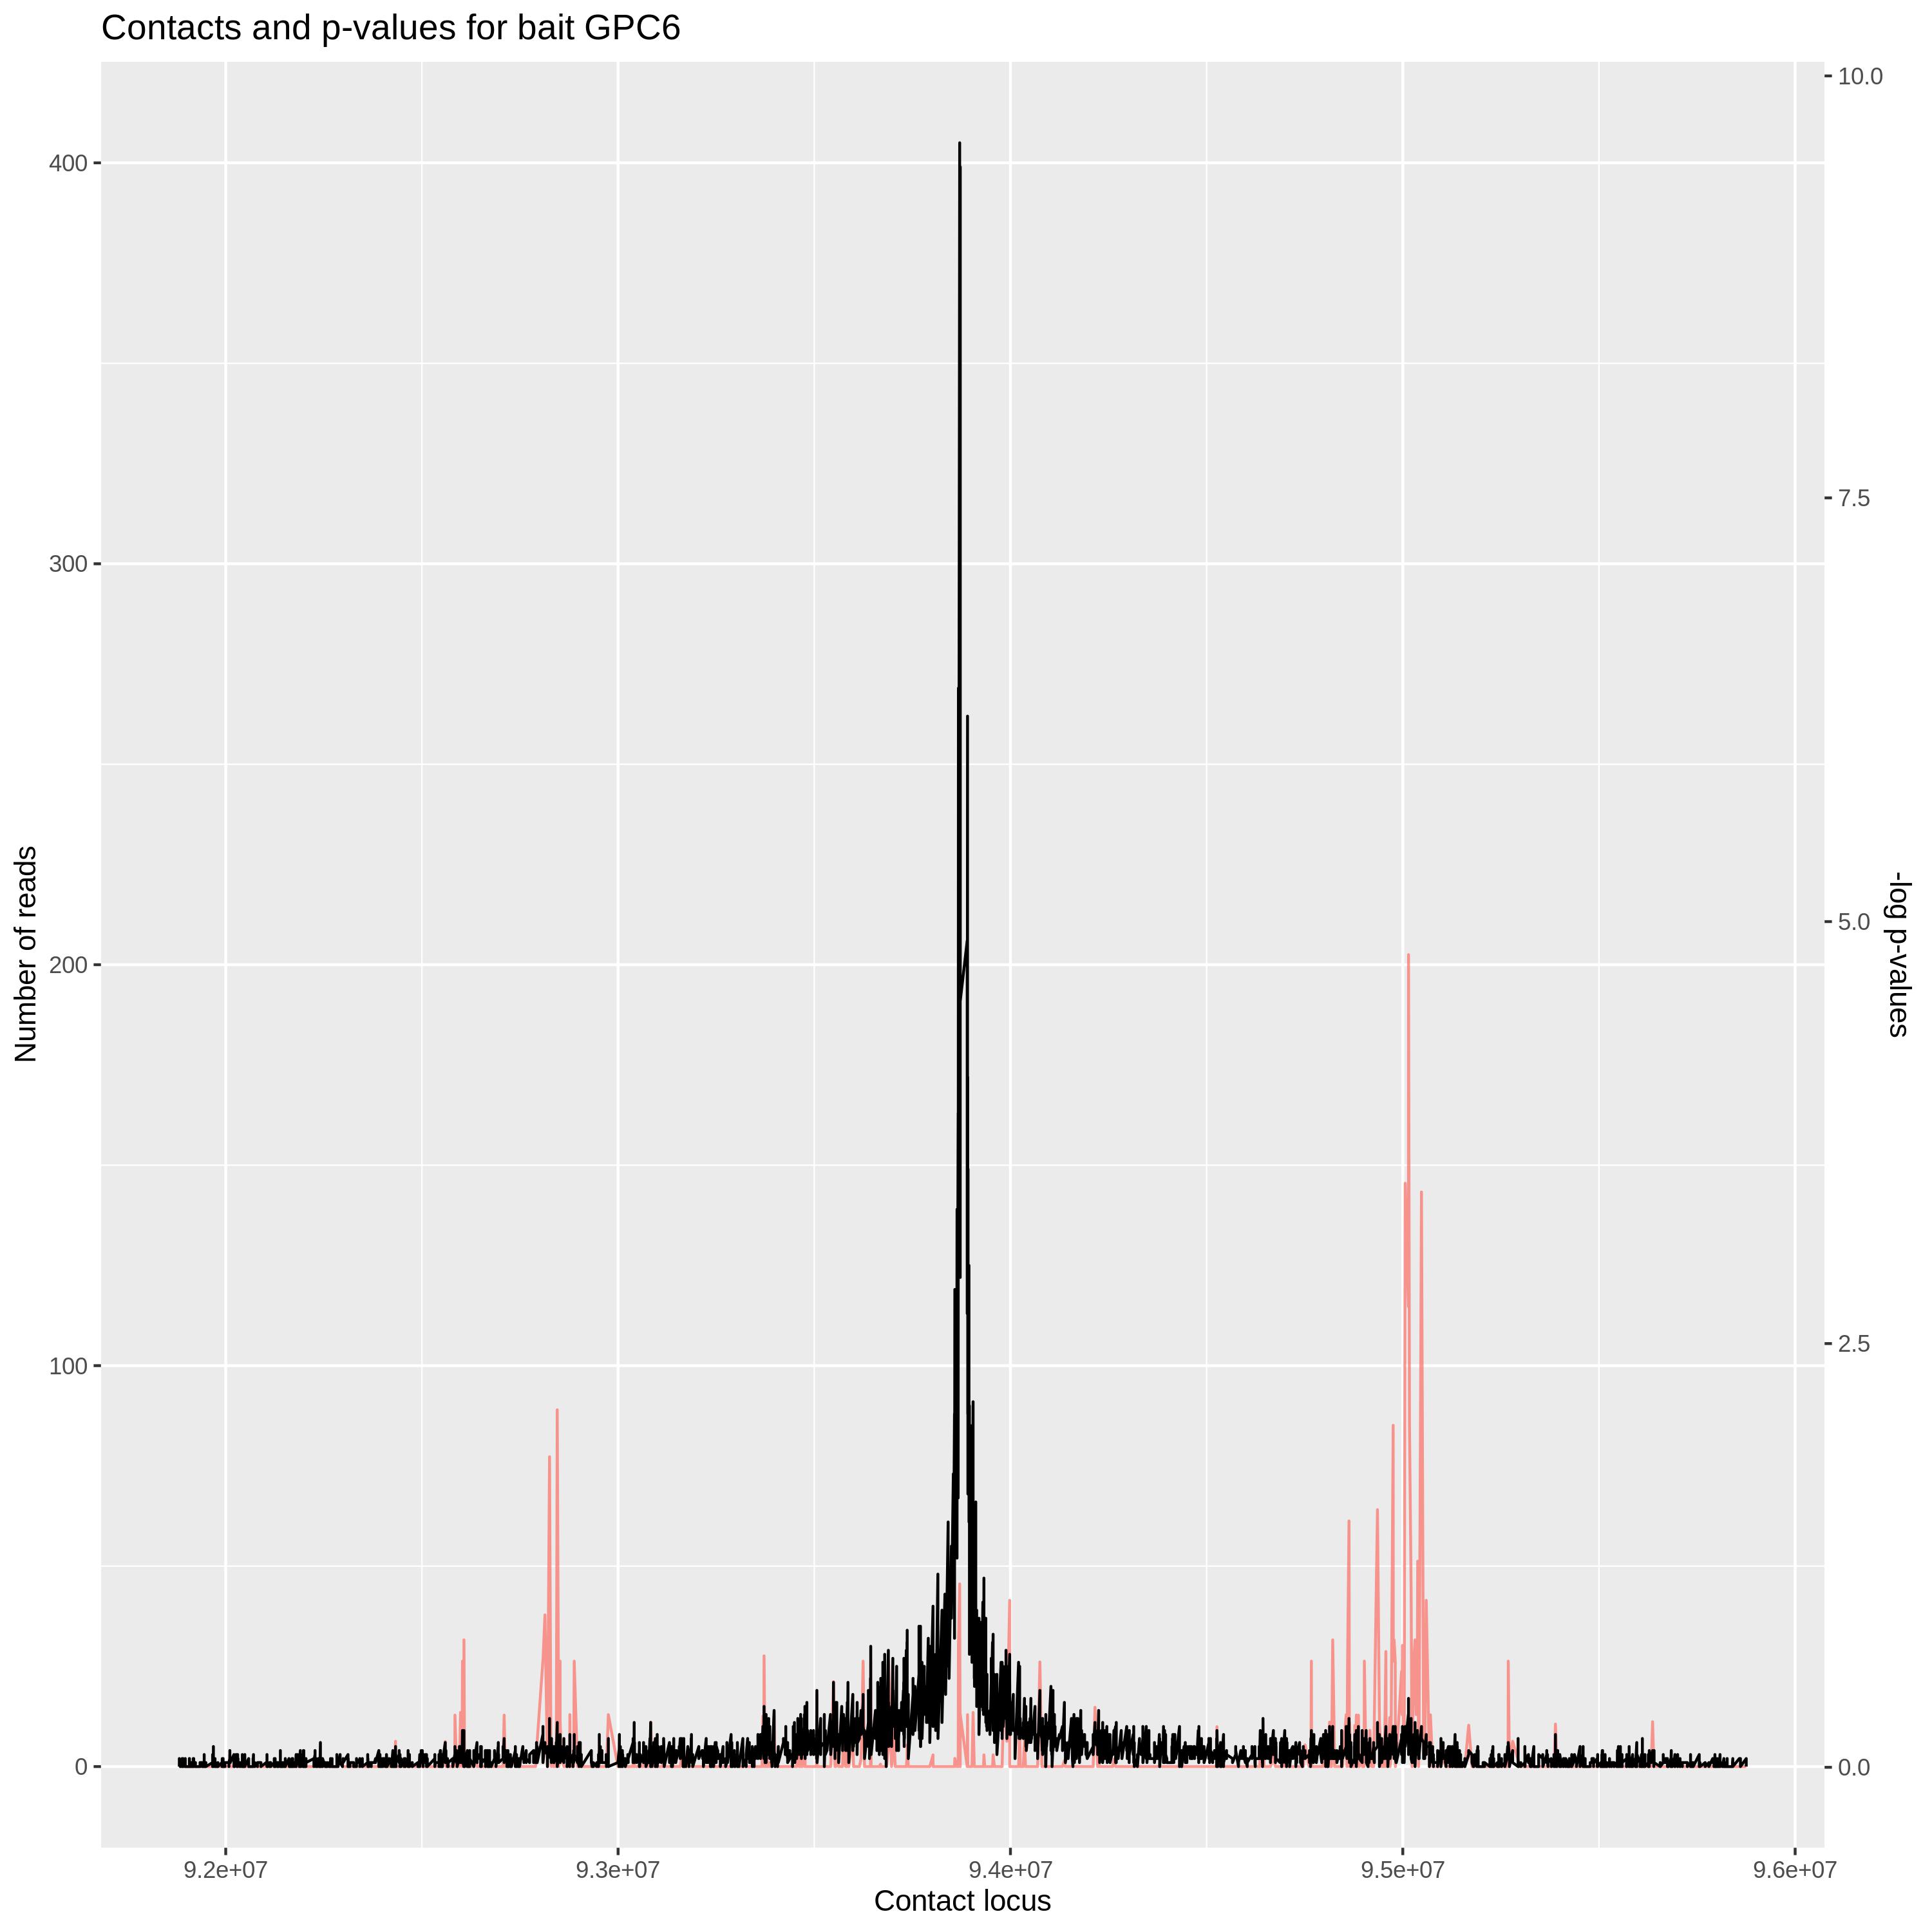 Contacts and p-values for bait GPC6
10.0
400
7.5
300
5.0
200
2.5
100
0
0.0
Number of reads
-log p-values
9.2e+07
9.3e+07
9.4e+07
9.5e+07
9.6e+07
Contact locus